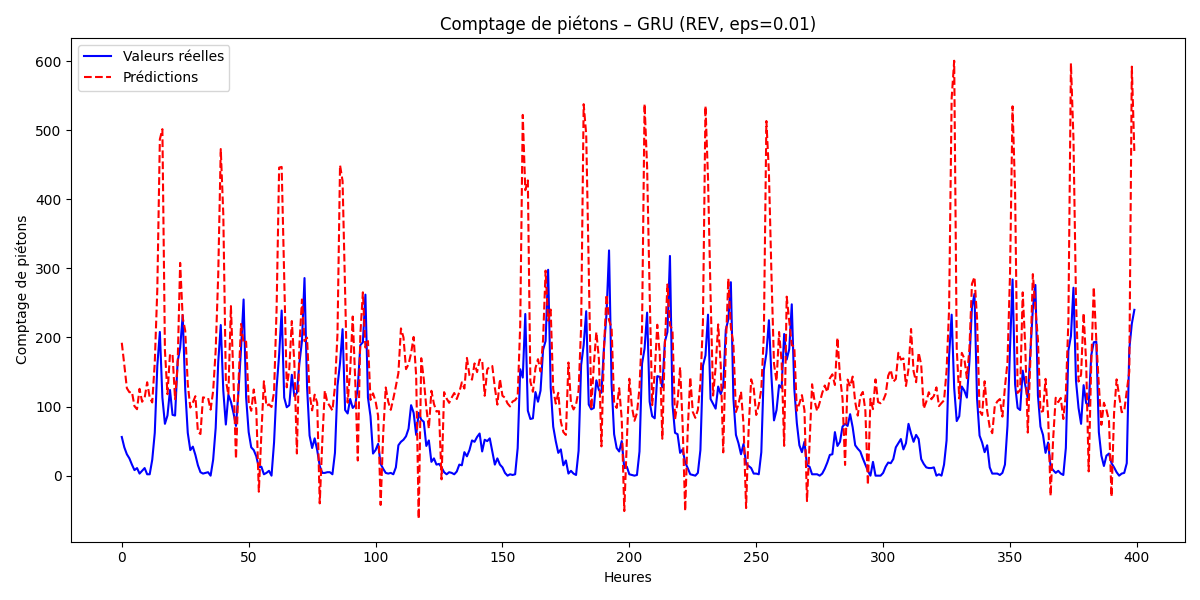 Comptage de piétons – GRU (REV, eps=0.01)
Valeurs réelles
Prédictions
Comptage de piétons
600
500
400
300
200
100
0
0 50 100 150 200 250 300 350 400
Heures